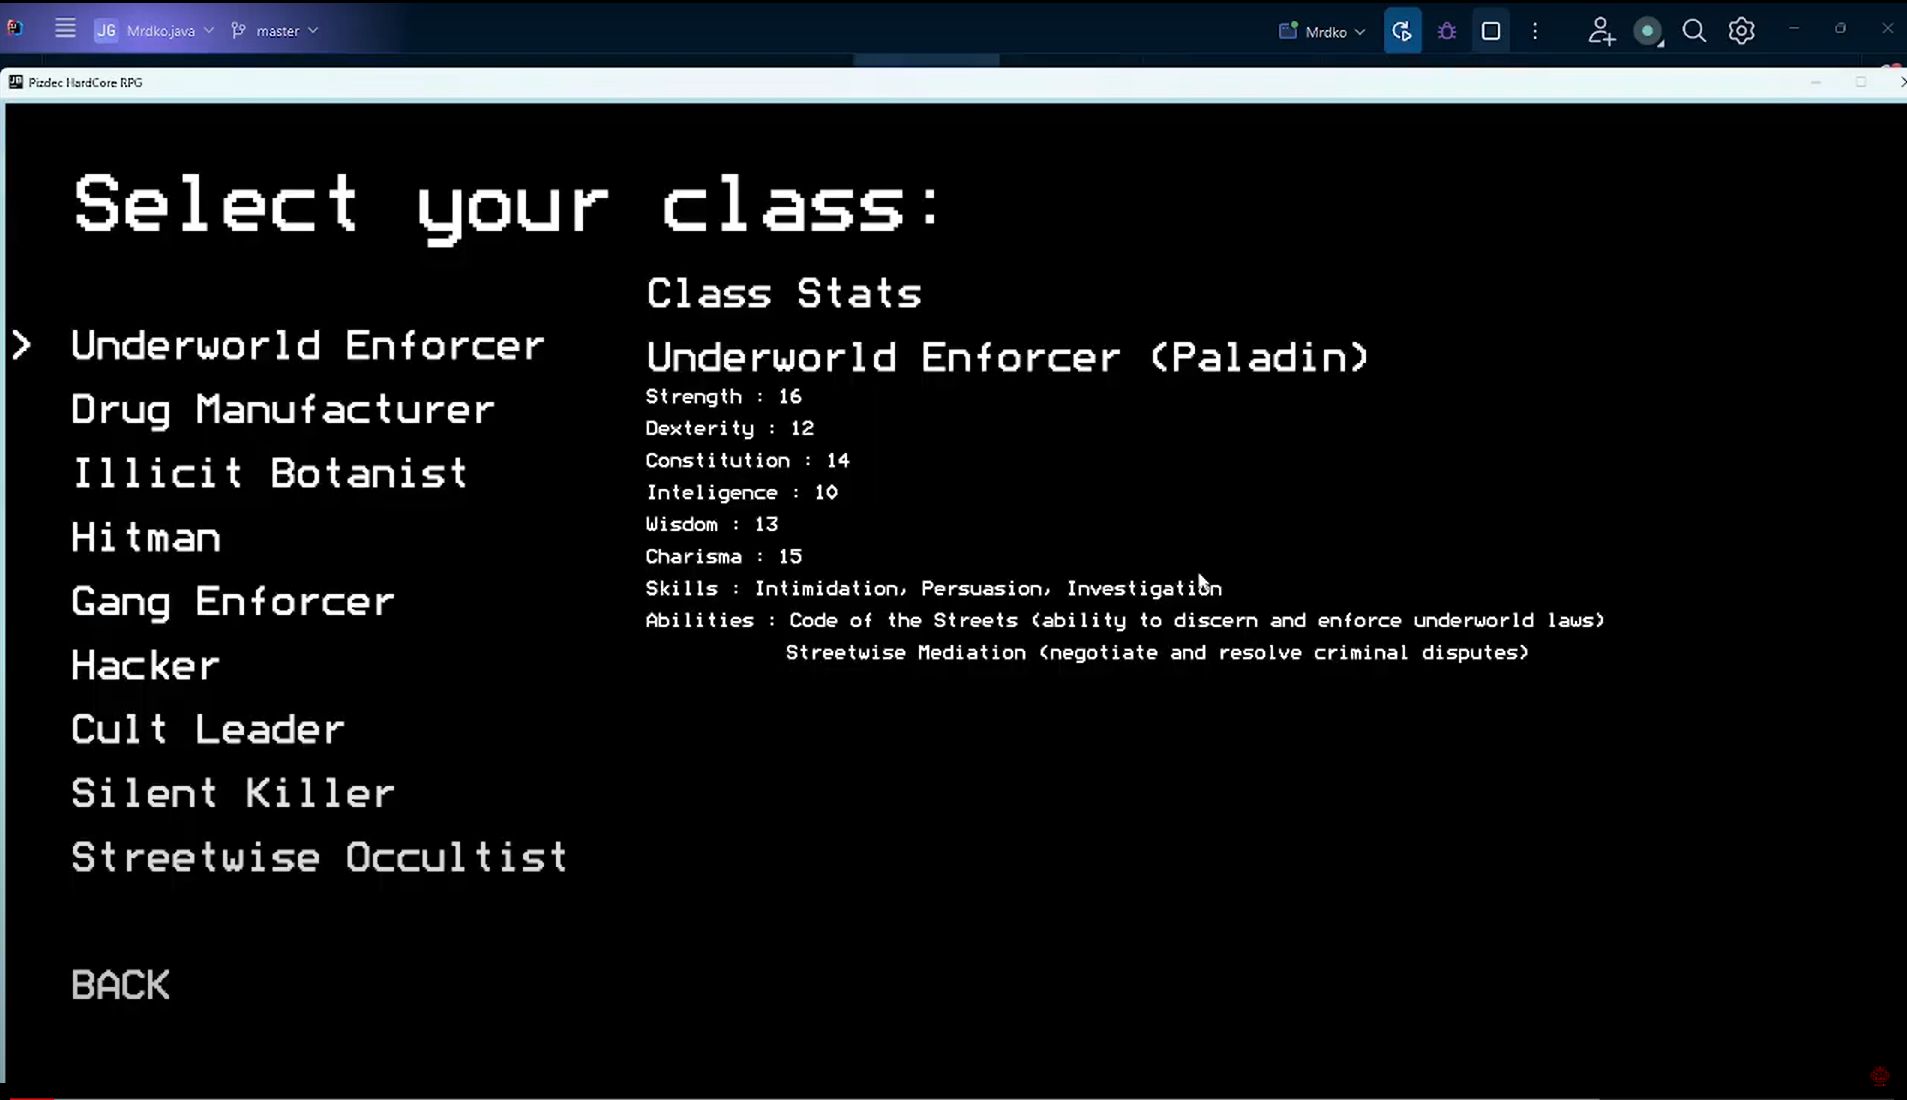 JG Mrdko.java master Mrdko
Pizdec HardCore RPG
Select your class:
Class Stats
> Underworld Enforcer
Underworld Enforcer (Paladin)
Strength : 16
Drug Manufacturer
Dexterity : 12
Constitution : 14
Illicit Botanist
Inteligence : 10
Wisdom : 13
Hitman
Charisma : 15
Skills : Intimidation, Persuasion, Investigation
Gang Enforcer
Abilities : Code of the Streets (ability to discern and enforce underworld laws)
Streetwise Mediation (negotiate and resolve criminal disputes)
Hacker
Cult Leader
Silent Killer
Streetwise Occultist
BACK